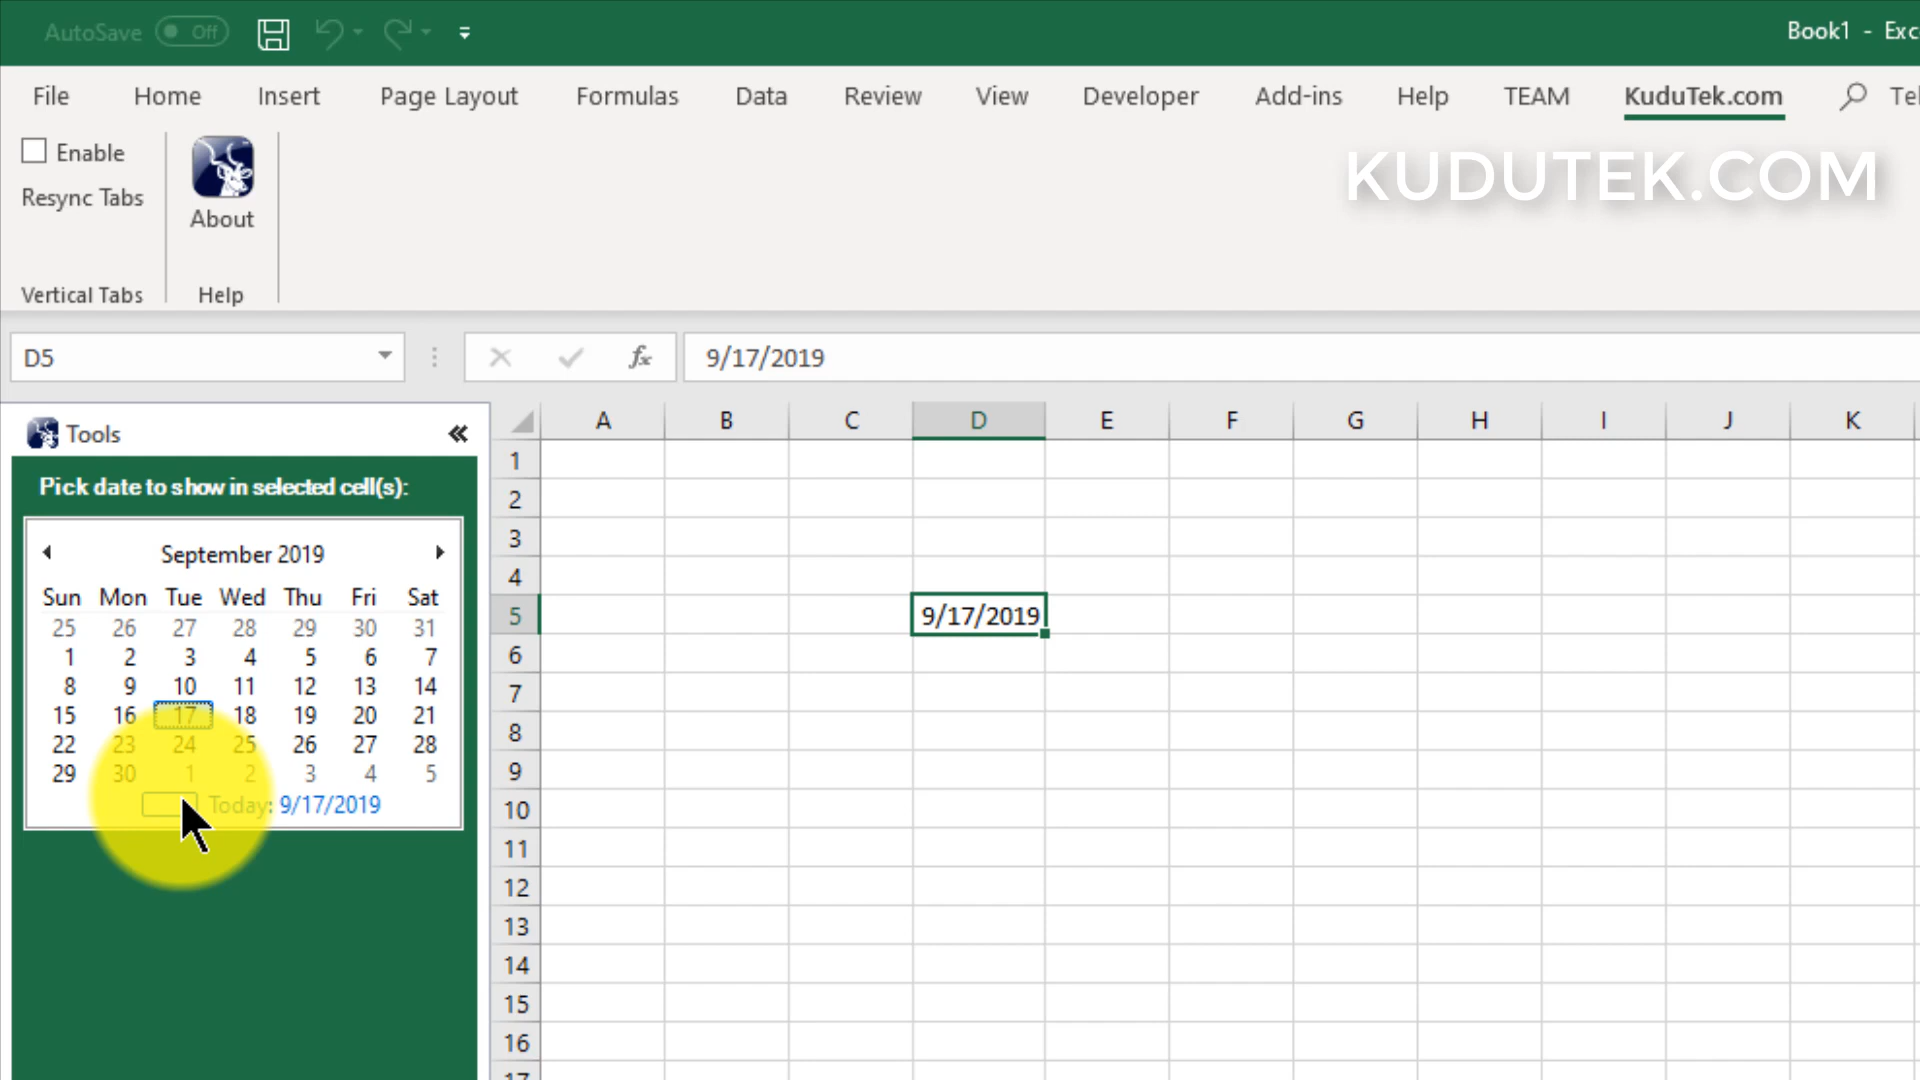 AutoSave Off Book1 - Exc
File Home Insert Page Layout Formulas Data Review View Developer Add-ins Help TEAM KuduTek.com Tel
Enable
Resync Tabs
About
Vertical Tabs Help
KUDUTEK.COM
D5 fx 9/17/2019
Tools
Pick date to show in selected cell(s):
September 2019
Sun Mon Tue Wed Thu Fri Sat
25 26 27 28 29 30 31
1 2 3 4 5 6 7
8 9 10 11 12 13 14
15 16 17 18 19 20 21
22 23 24 25 26 27 28
29 30 1 2 3 4 5
Today: 9/17/2019
A B C D E F G H I J K
1
2
3
4
5 9/17/2019
6
7
8
9
10
11
12
13
14
15
16
17